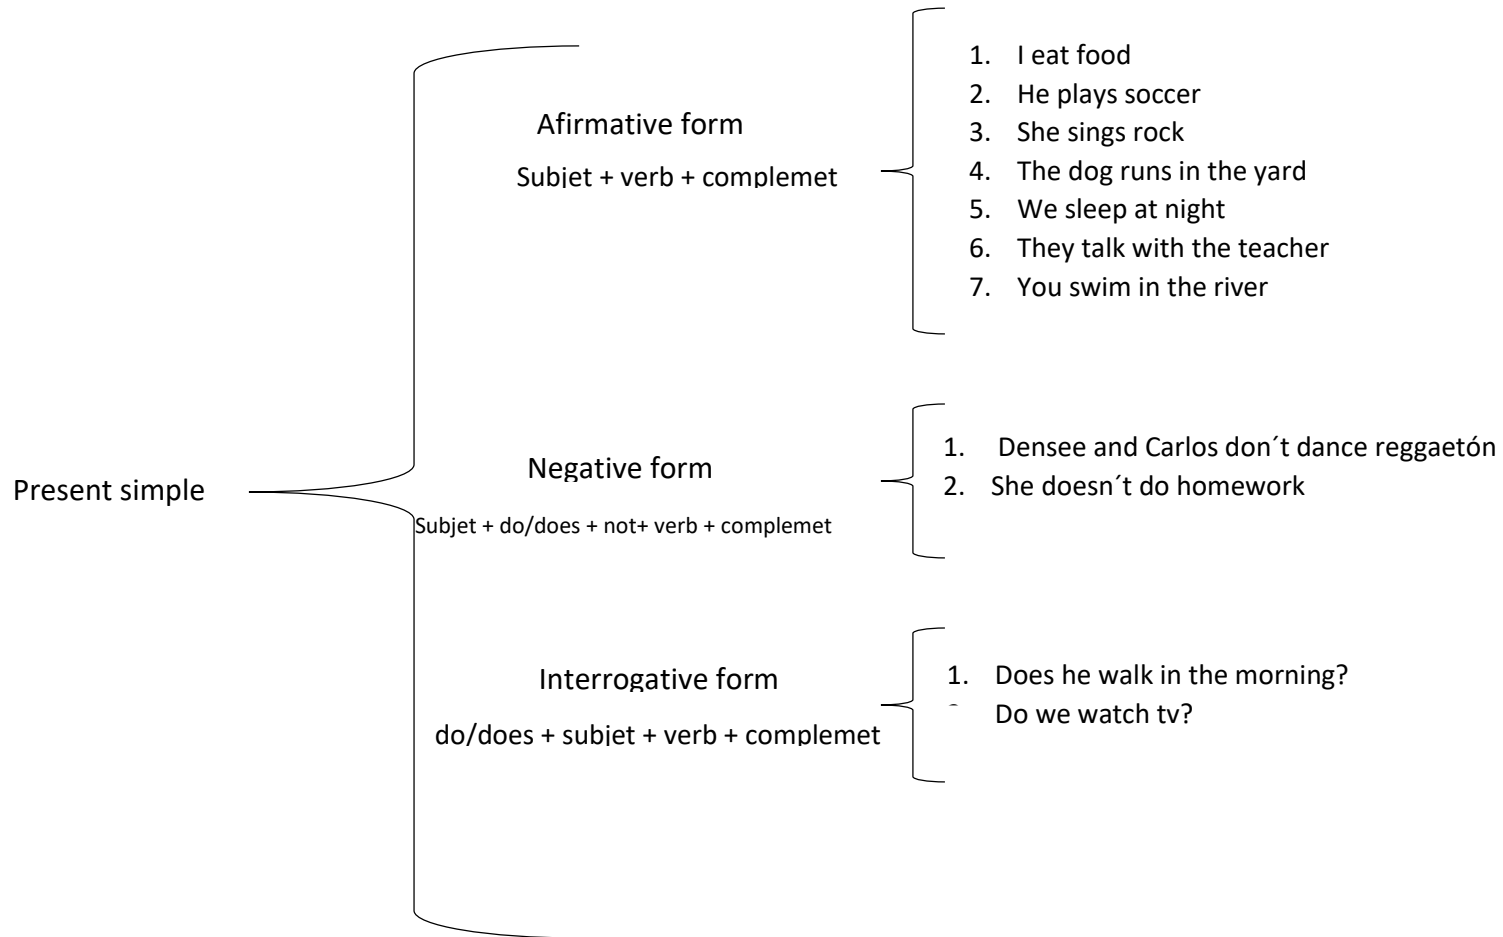 Present simple
Afirmative form
Subjet + verb + complemet
1. I eat food
2. He plays soccer
3. She sings rock
4. The dog runs in the yard
5. We sleep at night
6. They talk with the teacher
7. You swim in the river
Negative form
Subjet + do/does + not+ verb + complemet
1. Densee and Carlos don´t dance reggaetón
2. She doesn´t do homework
Interrogative form
do/does + subjet + verb + complemet
1. Does he walk in the morning?
Do we watch tv?